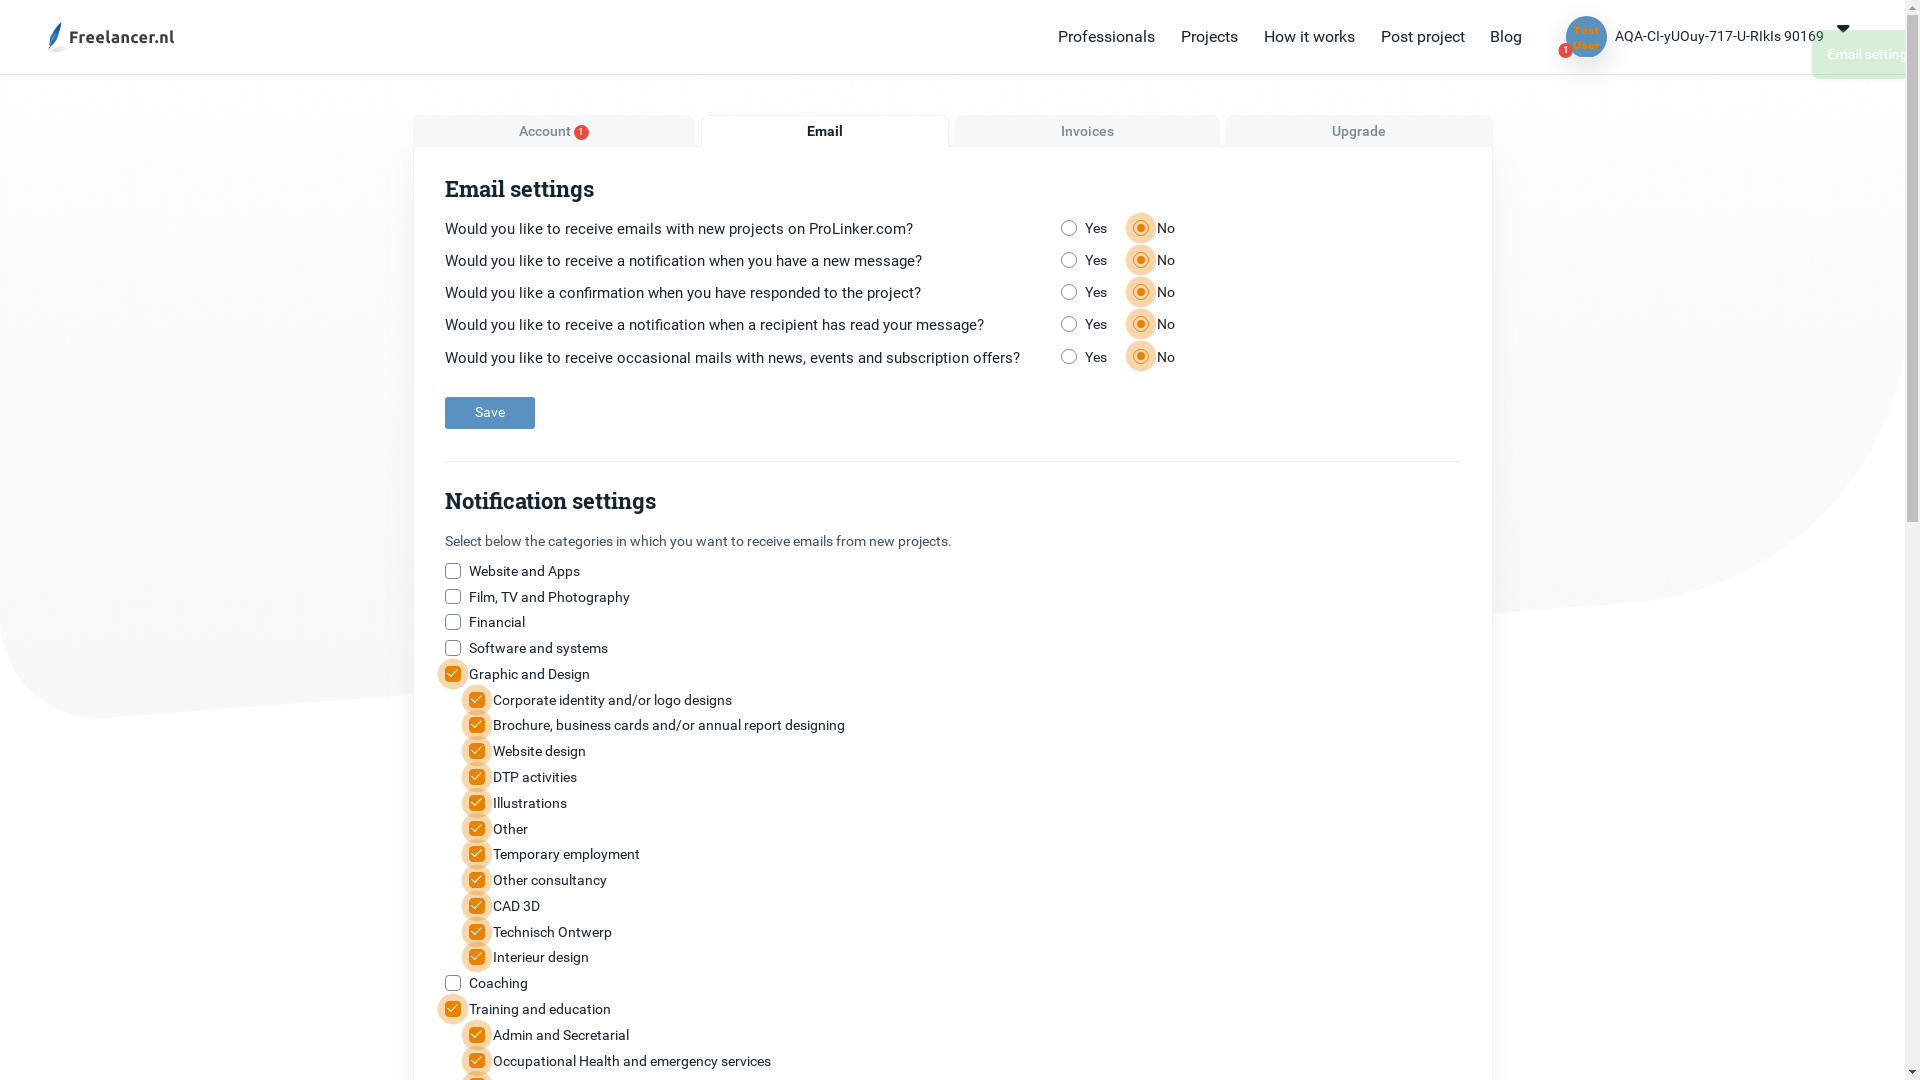 Freelancer.nl
Professionals
Projects
How it works
Post project
Blog
Test
User
1
AQA-CI-yUOuy-717-U-RIkIs 90169
Email setting
Account 1
Email
Invoices
Upgrade
Email settings
Would you like to receive emails with new projects on ProLinker.com? Yes No
Would you like to receive a notification when you have a new message? Yes No
Would you like a confirmation when you have responded to the project? Yes No
Would you like to receive a notification when a recipient has read your message? Yes No
Would you like to receive occasional mails with news, events and subscription offers? Yes No
Save
Notification settings
Select below the categories in which you want to receive emails from new projects.
Website and Apps
Film, TV and Photography
Financial
Software and systems
Graphic and Design
Corporate identity and/or logo designs
Brochure, business cards and/or annual report designing
Website design
DTP activities
Illustrations
Other
Temporary employment
Other consultancy
CAD 3D
Technisch Ontwerp
Interieur design
Coaching
Training and education
Admin and Secretarial
Occupational Health and emergency services